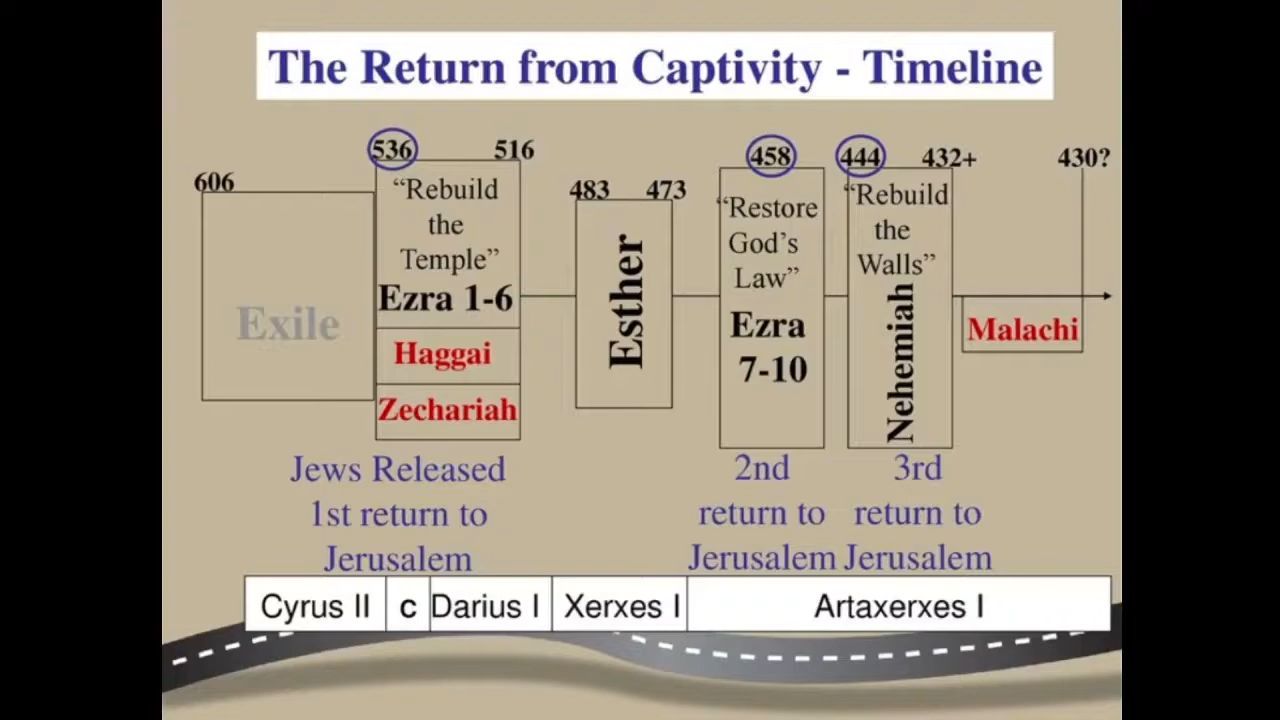 The Return from Captivity - Timeline
606
536
516
483
473
458
444
432+
430?
Exile
“Rebuild
the
Temple”
Ezra 1-6
Haggai
Zechariah
Esther
“Restore
God’s
Law”
Ezra
7-10
“Rebuild
the
Walls”
Nehemiah
Malachi
Jews Released
1st return to
Jerusalem
2nd
return to
Jerusalem
3rd
return to
Jerusalem
Cyrus II
c
Darius I
Xerxes I
Artaxerxes I